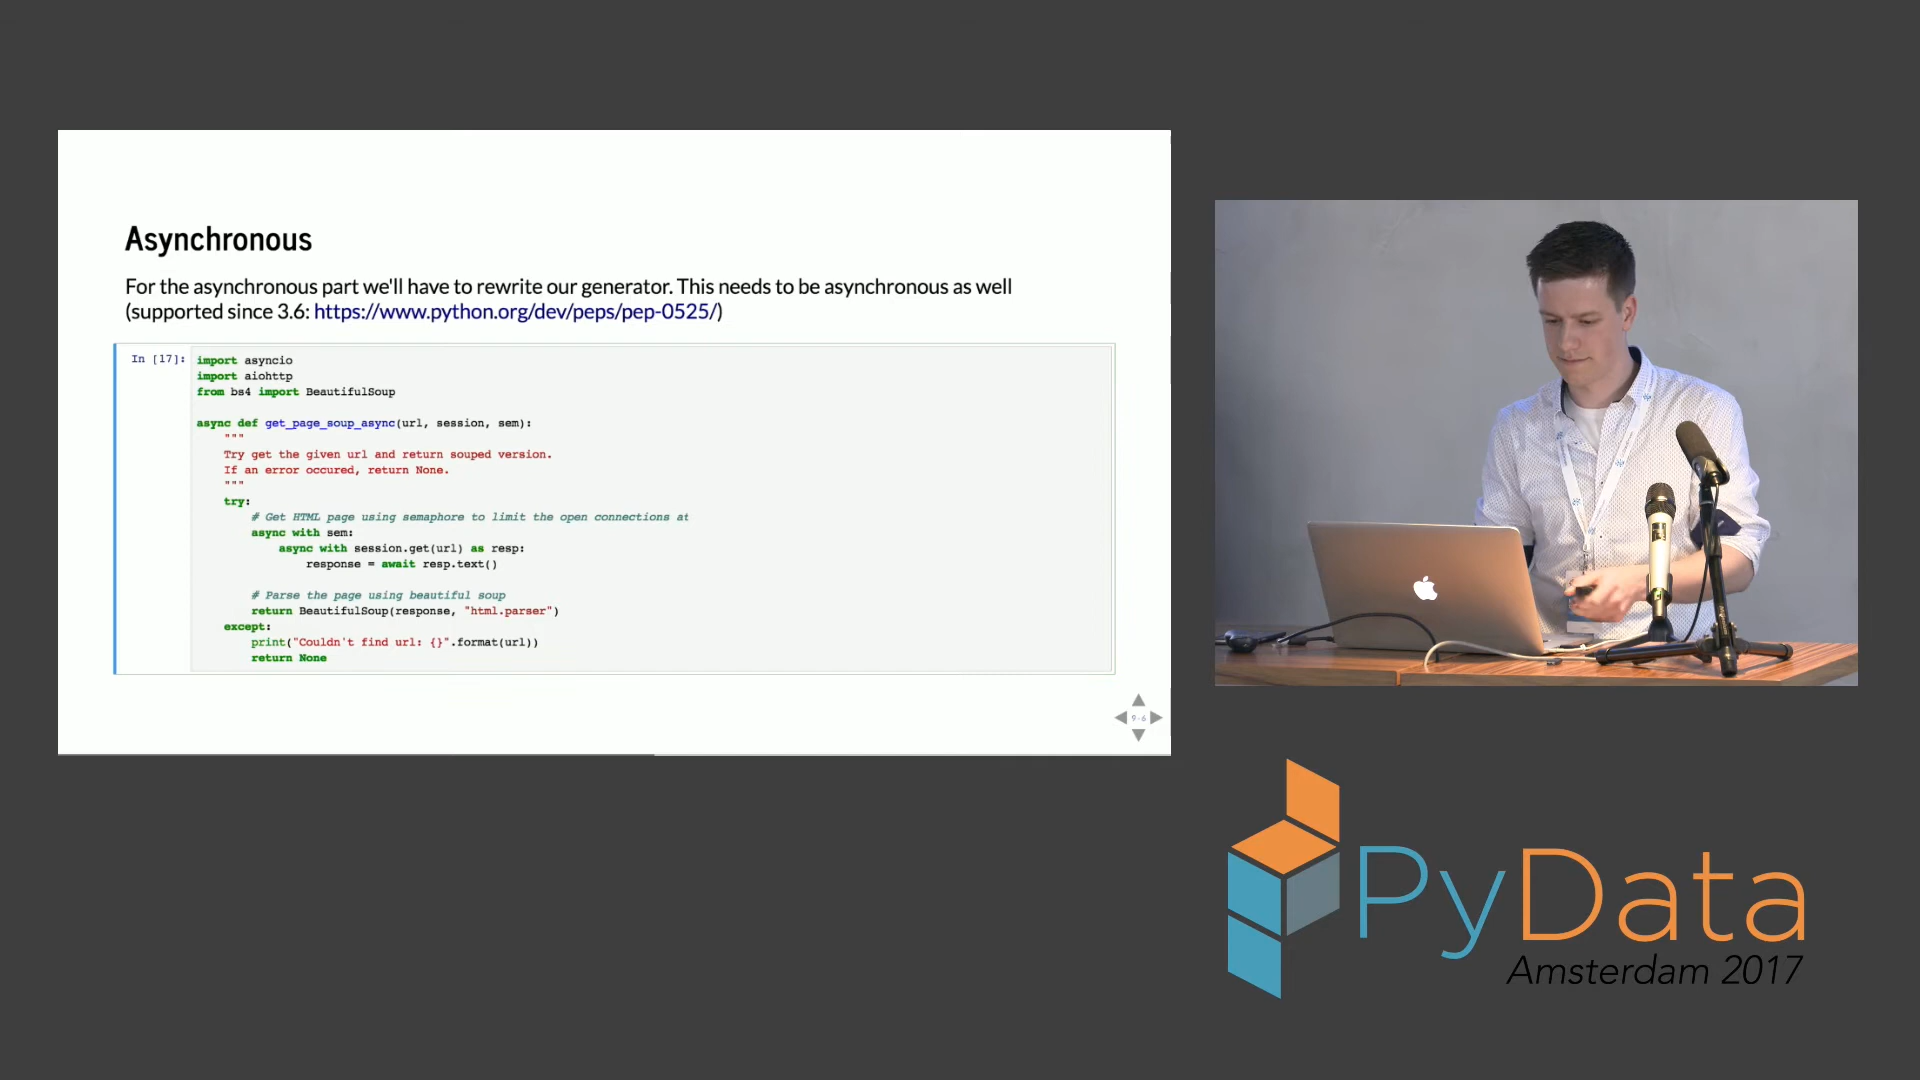 Asynchronous
For the asynchronous part we'll have to rewrite our generator. This needs to be asynchronous as well
(supported since 3.6: https://www.python.org/dev/peps/pep-0525/)
In [17]:
import asyncio
import aiohttp
from bs4 import BeautifulSoup
async def get_page_soup_async(url, session, sem):
"""
Try get the given url and return souped version.
If an error occured, return None.
"""
try:
# Get HTML page using semaphore to limit the open connections at
async with sem:
async with session.get(url) as resp:
response = await resp.text()
# Parse the page using beautiful soup
return BeautifulSoup(response, "html.parser")
except:
print("Couldn't find url: {}".format(url))
return None
9-6
PyData
Amsterdam 2017